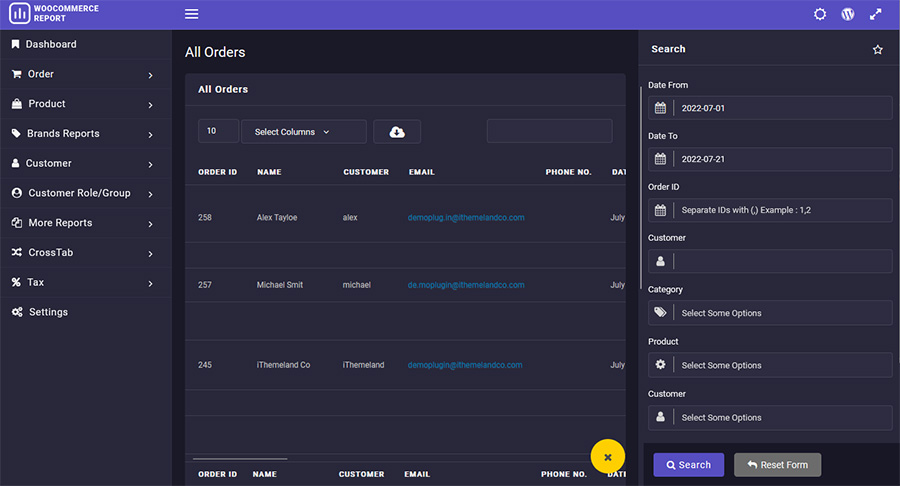 WOOCOMMERCE
REPORT
Dashboard
Order
Product
Brands Reports
Customer
Customer Role/Group
More Reports
CrossTab
Tax
Settings
All Orders
All Orders
10 Select Columns
ORDER ID NAME CUSTOMER EMAIL PHONE NO. DAT
258 Alex Tayloe alex demoplug.in@ithemelandco.com July
257 Michael Smit michael de.moplugin@ithemelandco.com July
245 iThemeland Co iThemeland demoplugin@ithemelandco.com July
ORDER ID NAME CUSTOMER EMAIL PHONE NO. DATE
Search
Date From
2022-07-01
Date To
2022-07-21
Order ID
Separate IDs with (,) Example : 1,2
Customer
Category
Select Some Options
Product
Select Some Options
Customer
Select Some Options
Search Reset Form